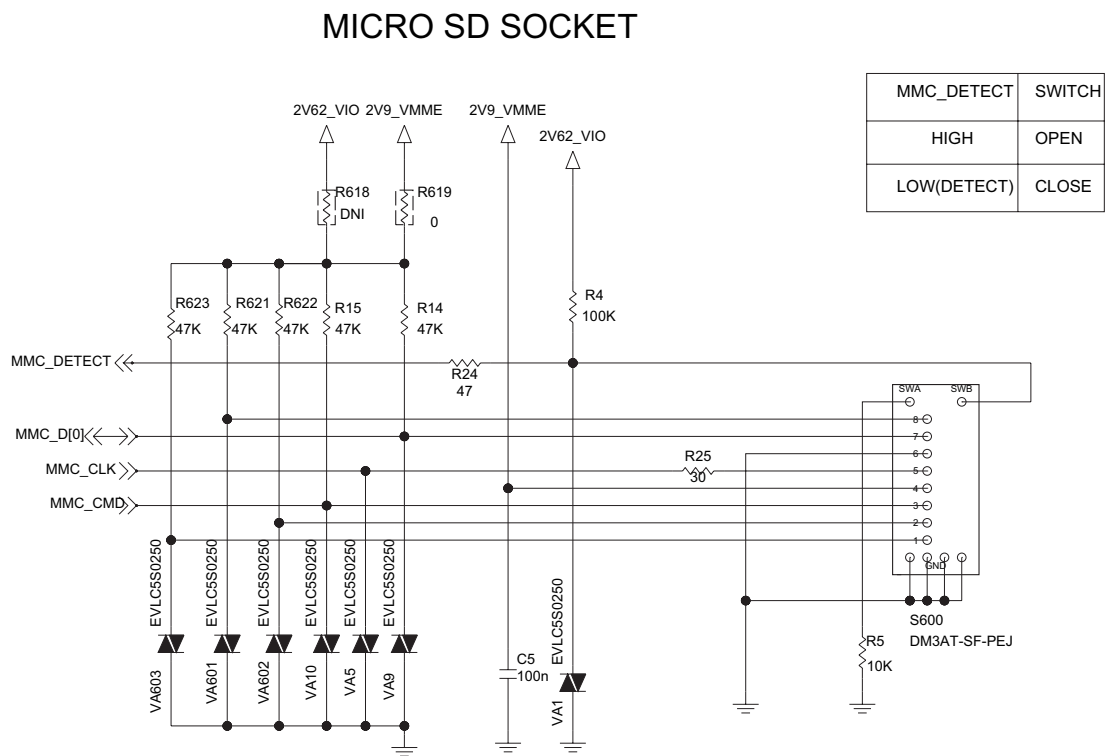 MICRO SD SOCKET
MMC_DETECT SWITCH
HIGH OPEN
LOW(DETECT) CLOSE
2V62_VIO 2V9_VMME 2V9_VMME
2V62_VIO
R618
DNI
R619
0
R623
47K
R621
47K
R622
47K
R15
47K
R14
47K
R4
100K
MMC_DETECT
R24
47
SWA SWB
8
MMC_D[0]
7
6
MMC_CLK
R25
30
5
4
MMC_CMD
3
2
1
GND
EVLC5S0250
EVLC5S0250
EVLC5S0250
EVLC5S0250
EVLC5S0250
EVLC5S0250
EVLC5S0250
S600
DM3AT-SF-PEJ
R5
10K
C5
100n
VA603
VA601
VA602
VA10
VA5
VA9
VA1